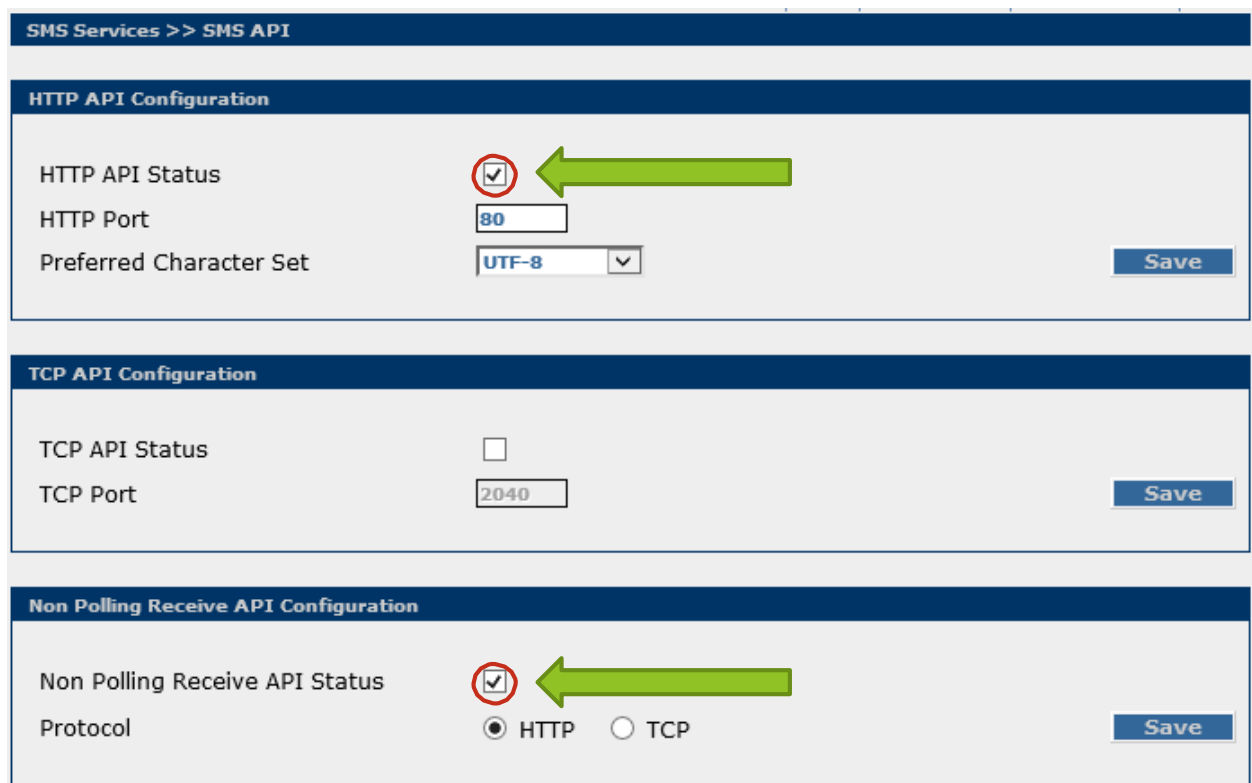 SMS Services >> SMS API
HTTP API Configuration
HTTP API Status
HTTP Port 80
Preferred Character Set UTF-8 Save
TCP API Configuration
TCP API Status
TCP Port 2040 Save
Non Polling Receive API Configuration
Non Polling Receive API Status
Protocol HTTP TCP Save